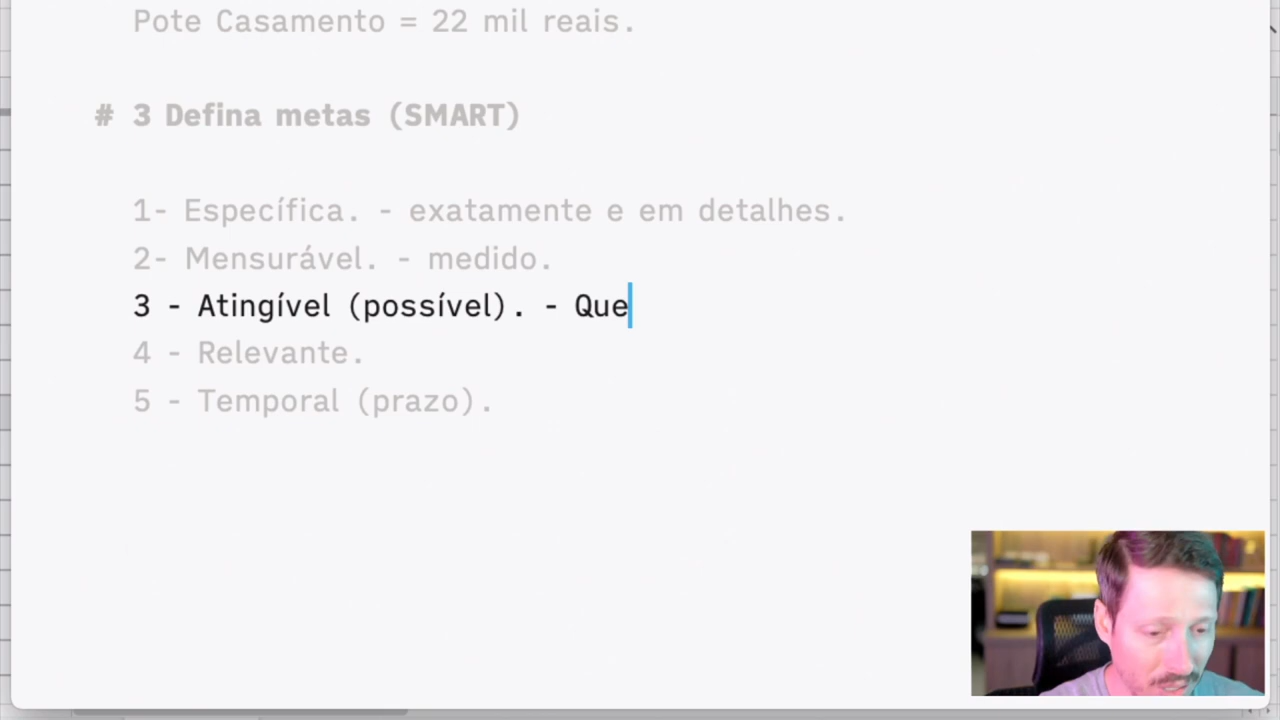 Pote Casamento = 22 mil reais.
# 3 Defina metas (SMART)
1- Específica. - exatamente e em detalhes.
2- Mensurável. - medido.
3 - Atingível (possível). - Que
4 - Relevante.
5 - Temporal (prazo).